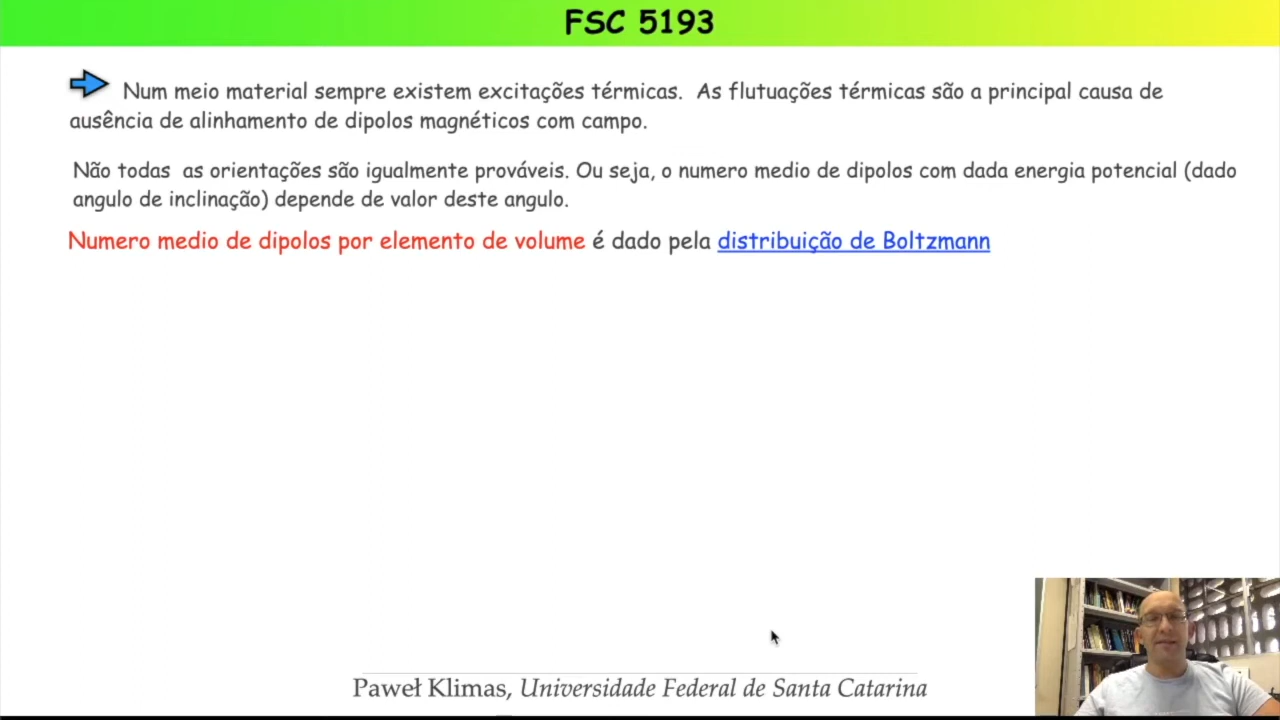 FSC 5193
Num meio material sempre existem excitações térmicas. As flutuações térmicas são a principal causa de
ausência de alinhamento de dipolos magnéticos com campo.
Não todas as orientações são igualmente prováveis. Ou seja, o numero medio de dipolos com dada energia potencial (dado
angulo de inclinação) depende de valor deste angulo.
Numero medio de dipolos por elemento de volume é dado pela distribuição de Boltzmann
Paweł Klimas, Universidade Federal de Santa Catarina